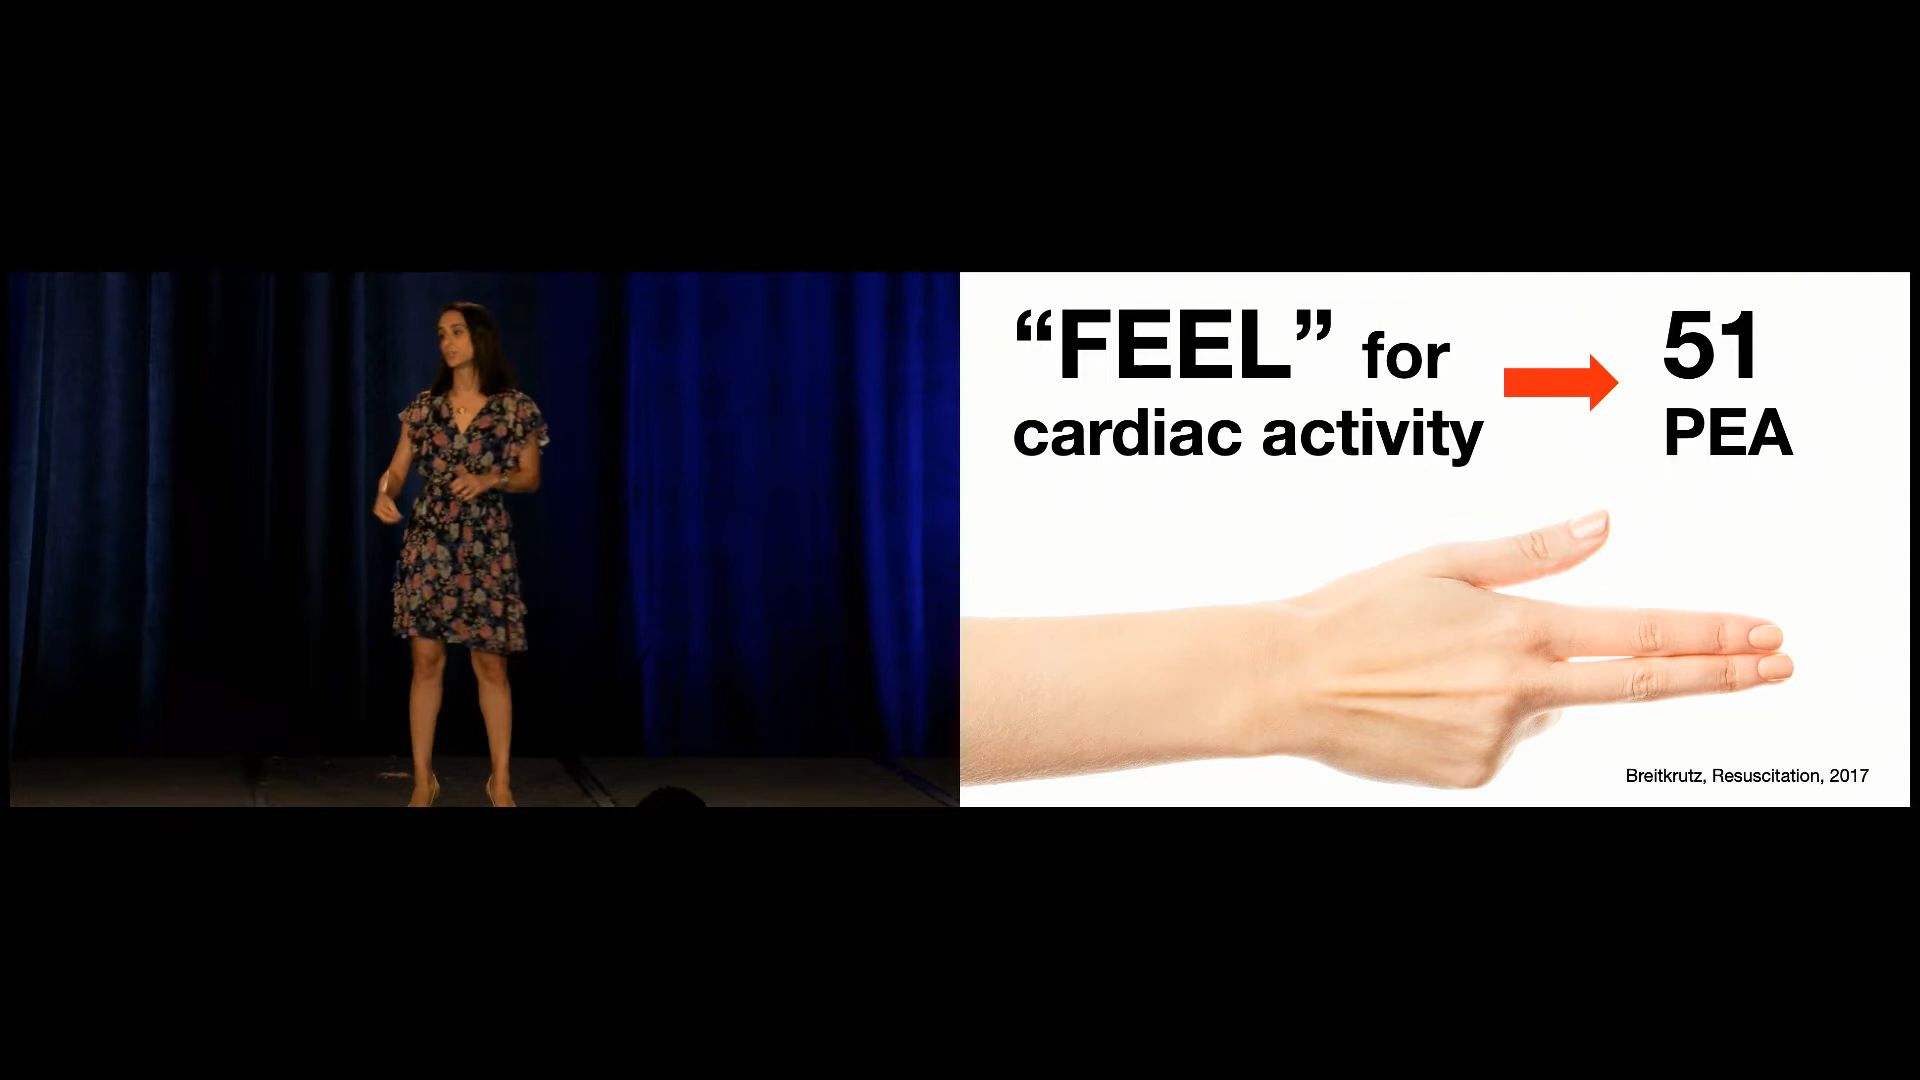 “FEEL” for
cardiac activity
51
PEA
Breitkrutz, Resuscitation, 2017